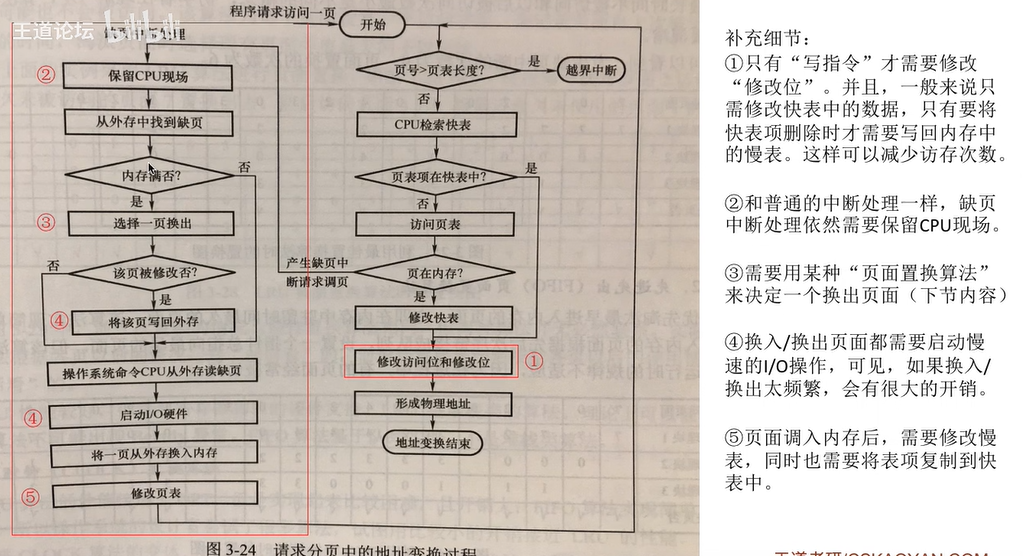 王道论坛
程序请求访问一页
开始
保留CPU现场
从外存中找到缺页
内存满否?
否
是
选择一页换出
该页被修改否?
否
是
将该页写回外存
操作系统命令CPU从外存读缺页
启动I/O硬件
将一页从外存换入内存
修改页表
页号>页表长度?
是
越界中断
否
CPU检索快表
页表项在快表中?
是
否
访问页表
页在内存?
产生缺页中
断请求调页
是
修改快表
修改访问位和修改位
形成物理地址
地址变换结束
②
③
④
④
⑤
①
图 3-24 请求分页中的地址变换过程
补充细节:
①只有“写指令”才需要修改
“修改位”。并且，一般来说只
需修改快表中的数据，只有要将
快表项删除时才需要写回内存中
的慢表。这样可以减少访存次数。
②和普通的中断处理一样，缺页
中断处理依然需要保留CPU现场。
③需要用某种“页面置换算法”
来决定一个换出页面（下节内容）
④换入/换出页面都需要启动慢
速的I/O操作，可见，如果换入/
换出太频繁，会有很大的开销。
⑤页面调入内存后，需要修改慢
表，同时也需要将表项复制到快
表中。
王道考研/CSKAOYAN.COM